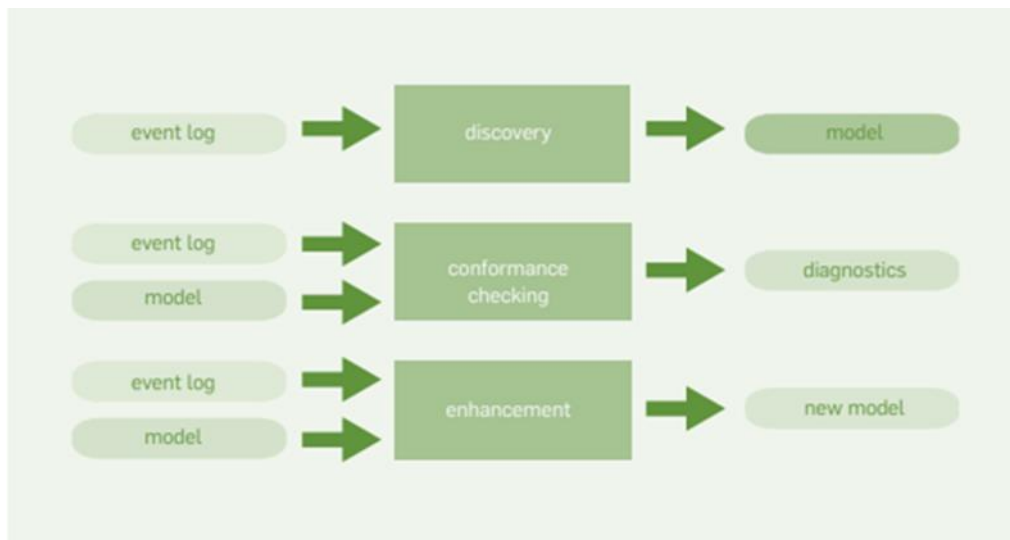 event log
discovery
model
event log
model
conformance
checking
diagnostics
event log
model
enhancement
new model